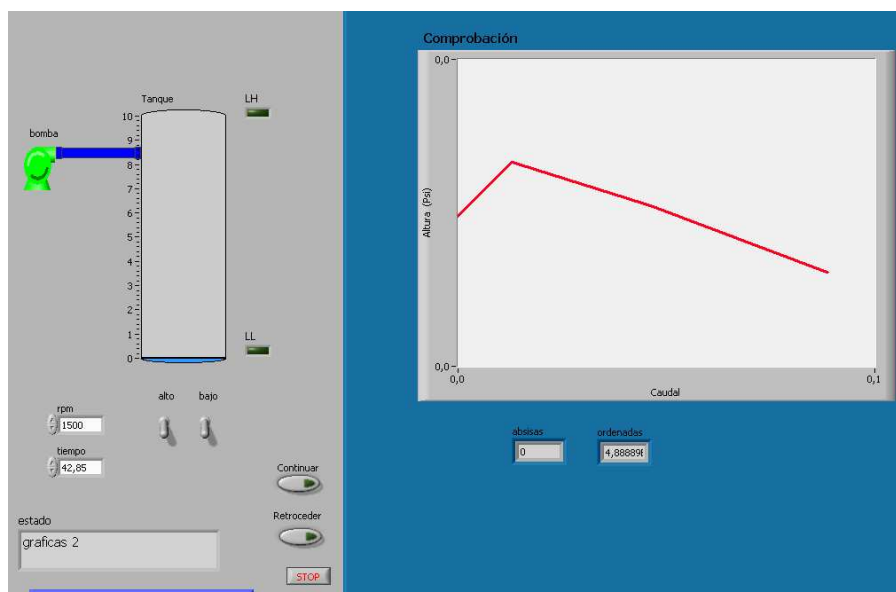 Tanque
LH
bomba
10
9
8
7
6
5
4
3
2
1
0
LL
rpm
1500
alto
bajo
tiempo
42,85
Continuar
Retroceder
estado
graficas 2
STOP
Comprobación
0,0
Altura (Psi)
0,0
0,0
0,1
Caudal
absisas
0
ordenadas